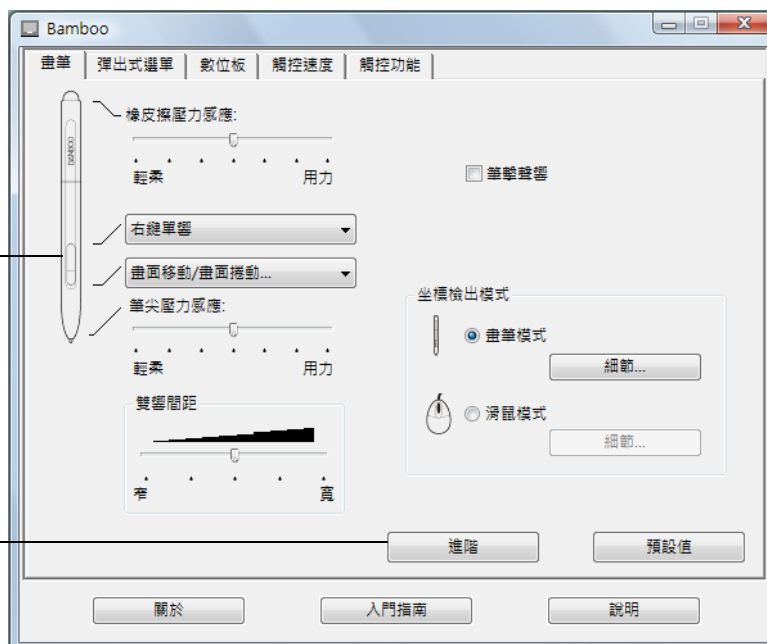 Bamboo
畫筆 彈出式選單 數位板 觸控速度 觸控功能
橡皮擦壓力感應:
輕柔 用力
筆擊聲響
BAMBOO
右鍵單響
畫面移動/畫面捲動...
筆尖壓力感應:
輕柔 用力
坐標檢出模式
畫筆模式
細節...
滑鼠模式
細節...
雙響間距
窄 寬
進階 預設值
關於 入門指南 說明